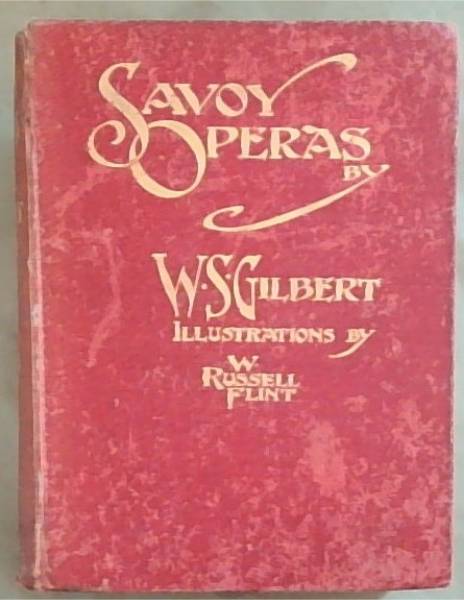 SAVOY
OPERAS
BY
W·S·GILBERT
ILLUSTRATIONS BY
W
RUSSELL
FLINT